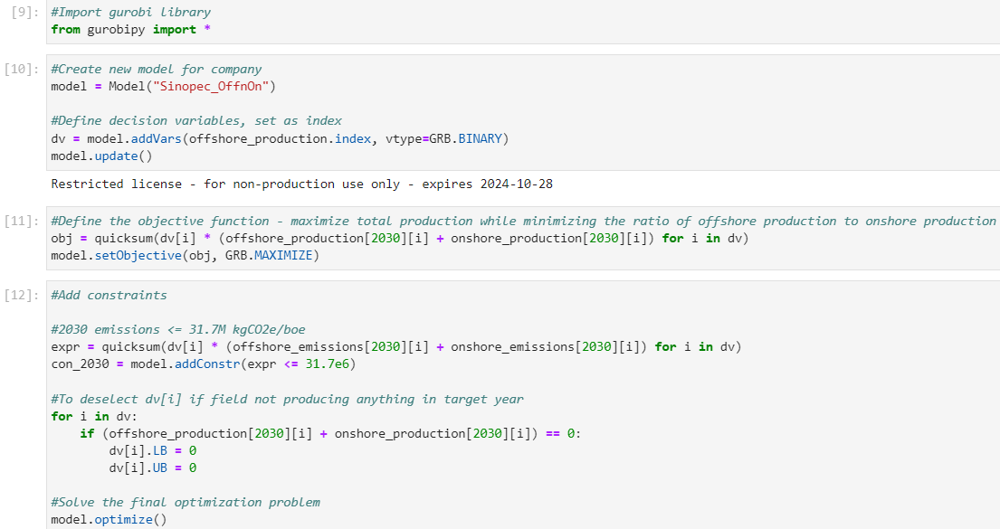 [9]: #Import gurobi library
from gurobipy import *
[10]: #Create new model for company
model = Model("Sinopec_OffnOn")
#Define decision variables, set as index
dv = model.addVars(offshore_production.index, vtype=GRB.BINARY)
model.update()
Restricted license - for non-production use only - expires 2024-10-28
[11]: #Define the objective function - maximize total production while minimizing the ratio of offshore production to onshore production
obj = quicksum(dv[i] * (offshore_production[2030][i] + onshore_production[2030][i]) for i in dv)
model.setObjective(obj, GRB.MAXIMIZE)
[12]: #Add constraints
#2030 emissions <= 31.7M kgCO2e/boe
expr = quicksum(dv[i] * (offshore_emissions[2030][i] + onshore_emissions[2030][i]) for i in dv)
con_2030 = model.addConstr(expr <= 31.7e6)
#To deselect dv[i] if field not producing anything in target year
for i in dv:
    if (offshore_production[2030][i] + onshore_production[2030][i]) == 0:
        dv[i].LB = 0
        dv[i].UB = 0
#Solve the final optimization problem
model.optimize()